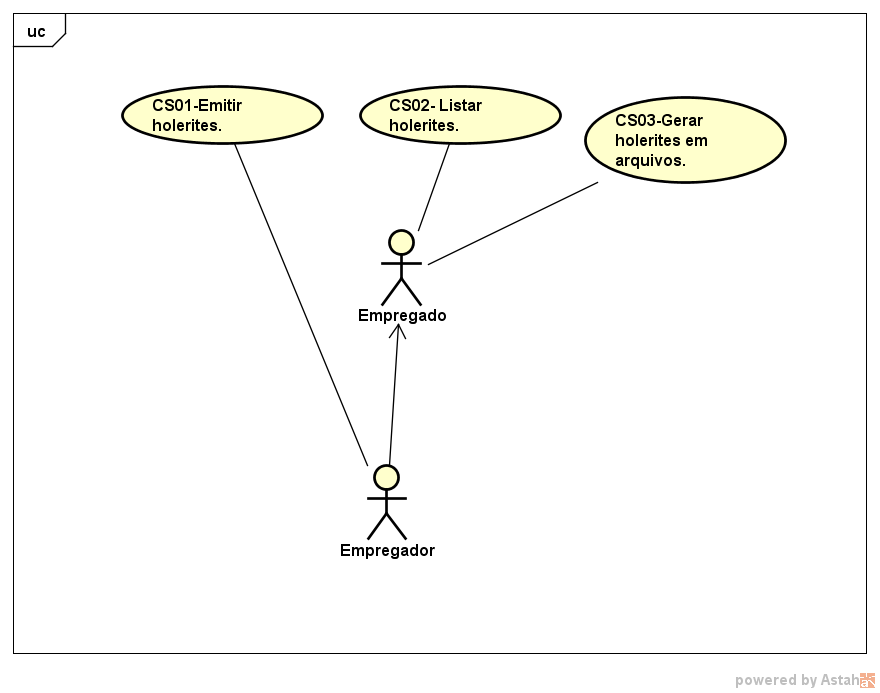 uc
CS01-Emitir
holerites.
CS02- Listar
holerites.
CS03-Gerar
holerites em
arquivos.
Empregado
Empregador
powered by Astah